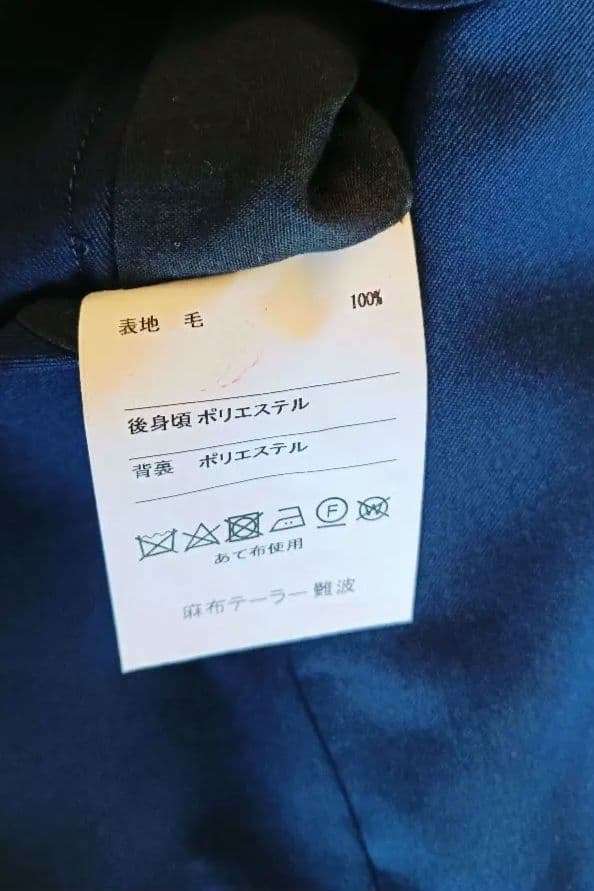 表地 毛 100%
後身頃 ポリエステル
背裏 ポリエステル
F W
あて布使用
麻布テーラー難波